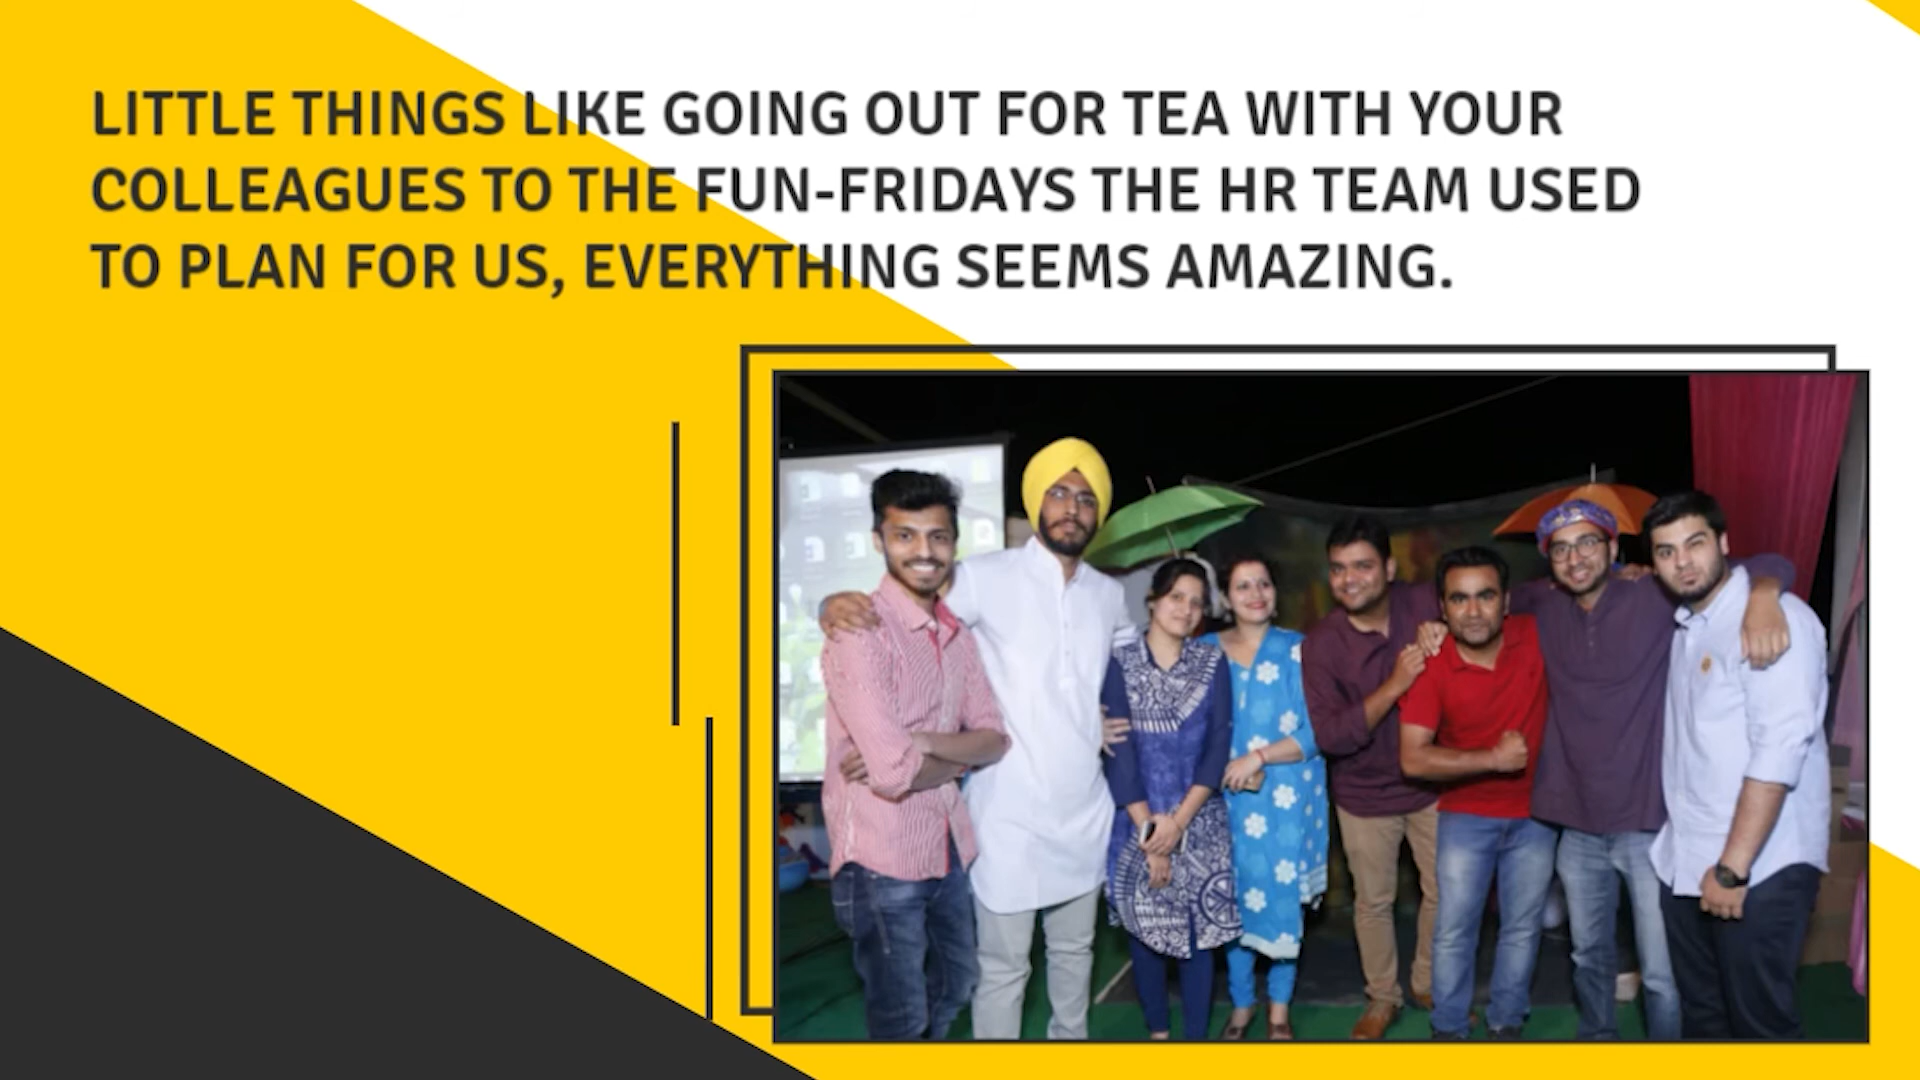 LITTLE THINGS LIKE GOING OUT FOR TEA WITH YOUR
COLLEAGUES TO THE FUN-FRIDAYS THE HR TEAM USED
TO PLAN FOR US, EVERYTHING SEEMS AMAZING.